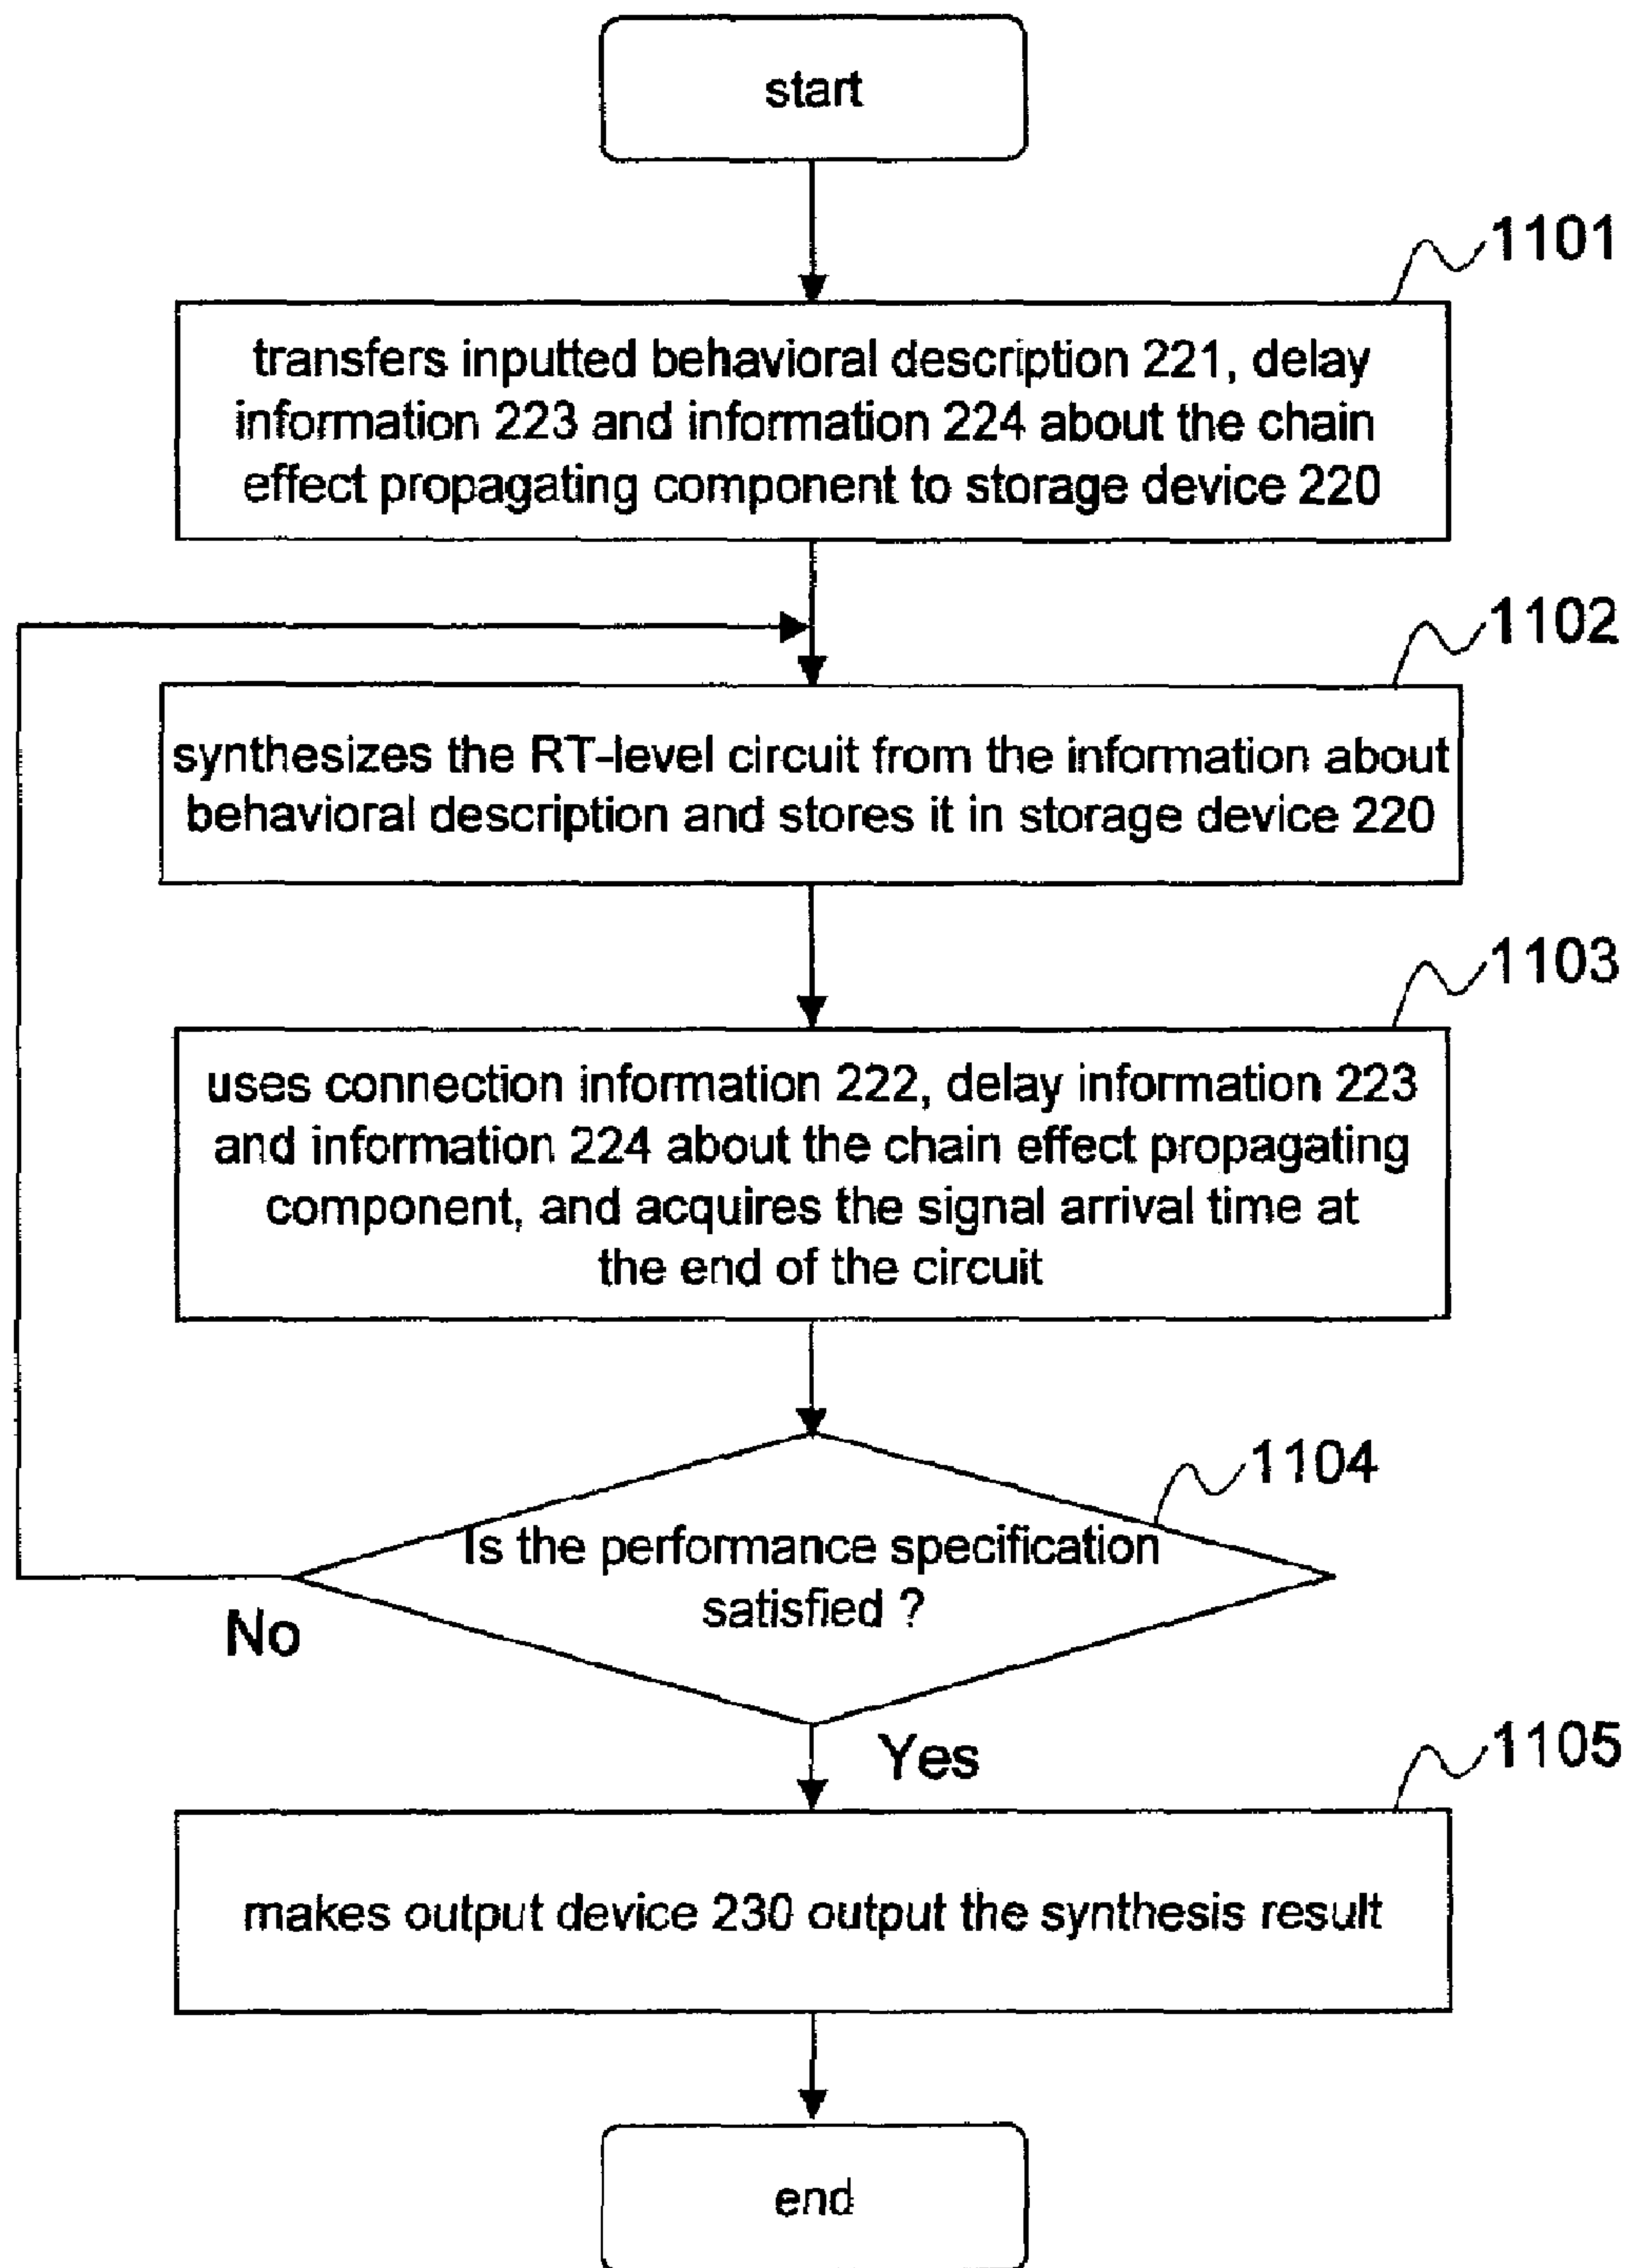 start
1101
transfers inputted behavioral description 221, delay
information 223 and information 224 about the chain
effect propagating component to storage device 220
1102
synthesizes the RT-level circuit from the information about
behavioral description and stores it in storage device 220
1103
uses connection information 222, delay information 223
and information 224 about the chain effect propagating
component, and acquires the signal arrival time at
the end of the circuit
1104
Is the performance specification
satisfied ?
No
Yes
1105
makes output device 230 output the synthesis result
end